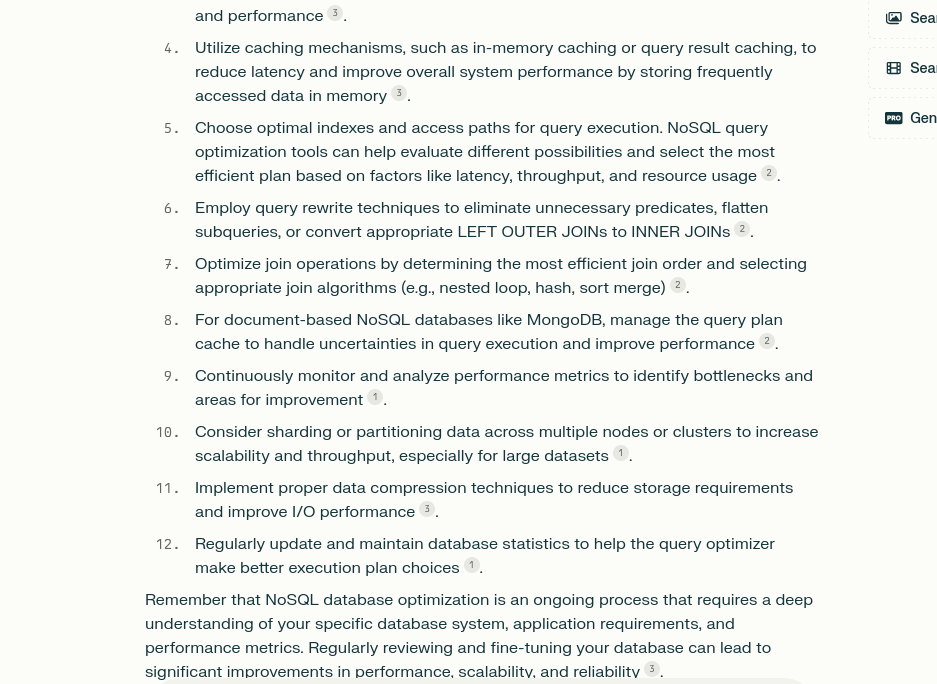 and performance 3.
4. Utilize caching mechanisms, such as in-memory caching or query result caching, to
reduce latency and improve overall system performance by storing frequently
accessed data in memory 3.
5. Choose optimal indexes and access paths for query execution. NoSQL query
optimization tools can help evaluate different possibilities and select the most
efficient plan based on factors like latency, throughput, and resource usage 2.
6. Employ query rewrite techniques to eliminate unnecessary predicates, flatten
subqueries, or convert appropriate LEFT OUTER JOINs to INNER JOINs 2.
7. Optimize join operations by determining the most efficient join order and selecting
appropriate join algorithms (e.g., nested loop, hash, sort merge) 2.
8. For document-based NoSQL databases like MongoDB, manage the query plan
cache to handle uncertainties in query execution and improve performance 2.
9. Continuously monitor and analyze performance metrics to identify bottlenecks and
areas for improvement 1.
10. Consider sharding or partitioning data across multiple nodes or clusters to increase
scalability and throughput, especially for large datasets 1.
11. Implement proper data compression techniques to reduce storage requirements
and improve I/O performance 3.
12. Regularly update and maintain database statistics to help the query optimizer
make better execution plan choices 1.
Remember that NoSQL database optimization is an ongoing process that requires a deep
understanding of your specific database system, application requirements, and
performance metrics. Regularly reviewing and fine-tuning your database can lead to
significant improvements in performance, scalability, and reliability 3.
Sea
Sea
PRO Gen